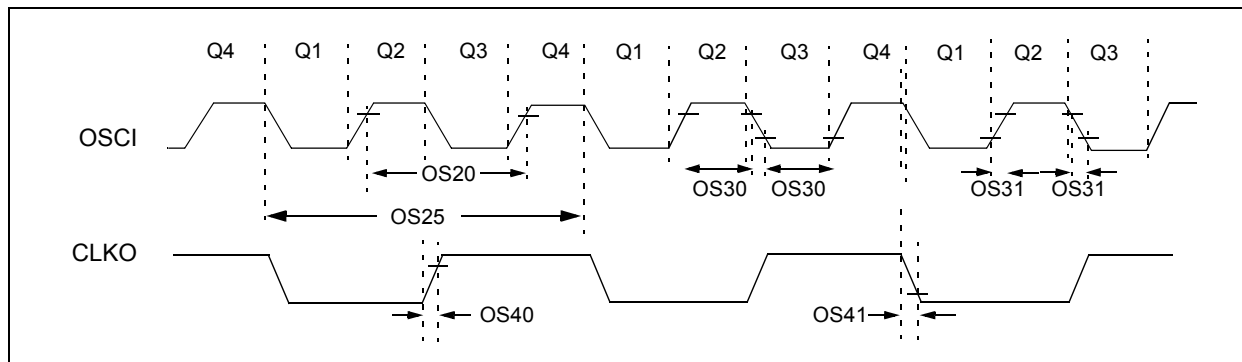 Q4 Q1 Q2 Q3 Q4 Q1 Q2 Q3 Q4 Q1 Q2 Q3
OSCI
OS20 OS30 OS30 OS31 OS31
OS25
CLKO
OS40 OS41